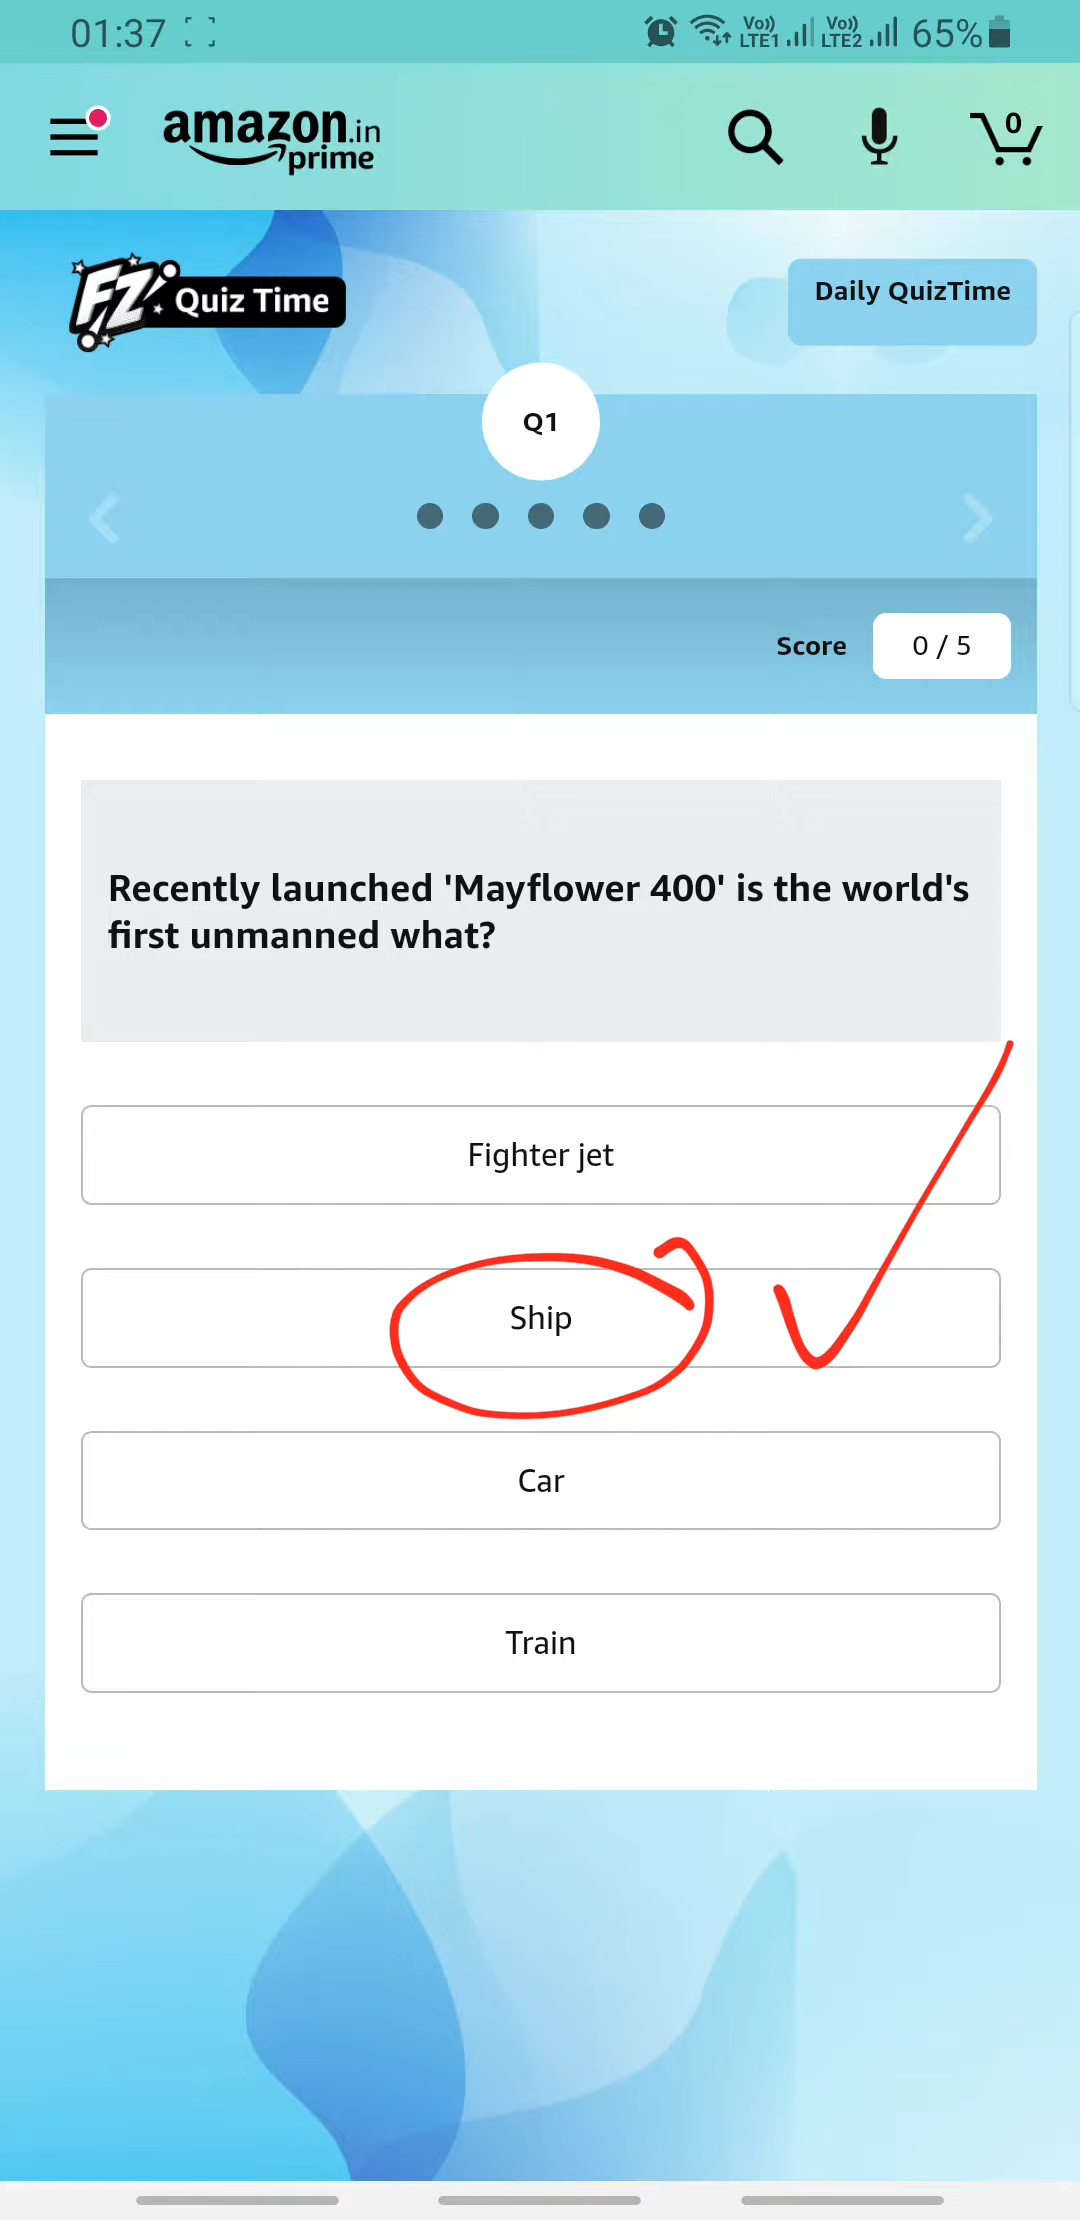 01:37 Vo)) LTE1 Vo)) LTE2 65%
amazon.in
prime
0
FZ Quiz Time
Daily QuizTime
Q1
Score 0 / 5
Recently launched 'Mayflower 400' is the world's
first unmanned what?
Fighter jet
Ship
Car
Train